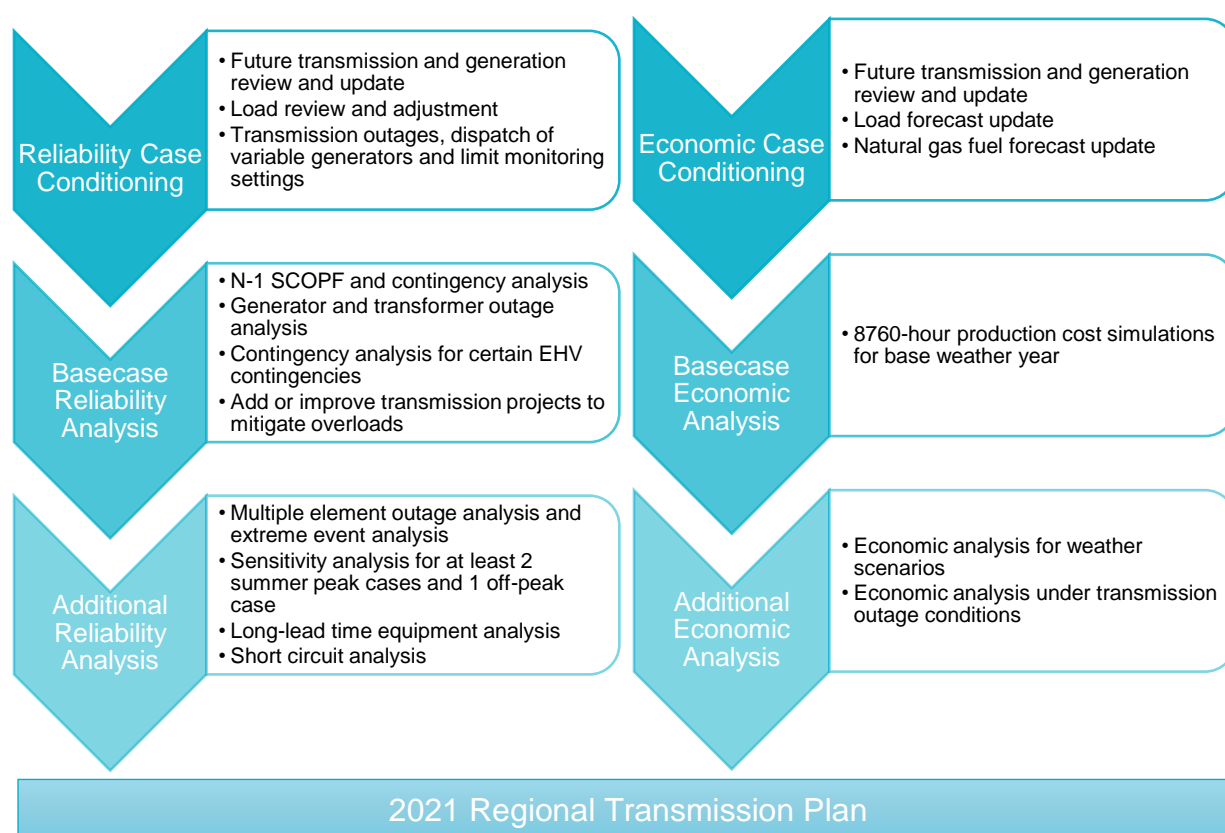 Reliability Case
Conditioning
• Future transmission and generation
review and update
• Load review and adjustment
• Transmission outages, dispatch of
variable generators and limit monitoring
settings
Basecase
Reliability
Analysis
• N-1 SCOPF and contingency analysis
• Generator and transformer outage
analysis
• Contingency analysis for certain EHV
contingencies
• Add or improve transmission projects to
mitigate overloads
Additional
Reliability
Analysis
• Multiple element outage analysis and
extreme event analysis
• Sensitivity analysis for at least 2
summer peak cases and 1 off-peak
case
• Long-lead time equipment analysis
• Short circuit analysis
Economic Case
Conditioning
• Future transmission and generation
review and update
• Load forecast update
• Natural gas fuel forecast update
Basecase
Economic
Analysis
• 8760-hour production cost simulations
for base weather year
Additional
Economic
Analysis
• Economic analysis for weather
scenarios
• Economic analysis under transmission
outage conditions
2021 Regional Transmission Plan